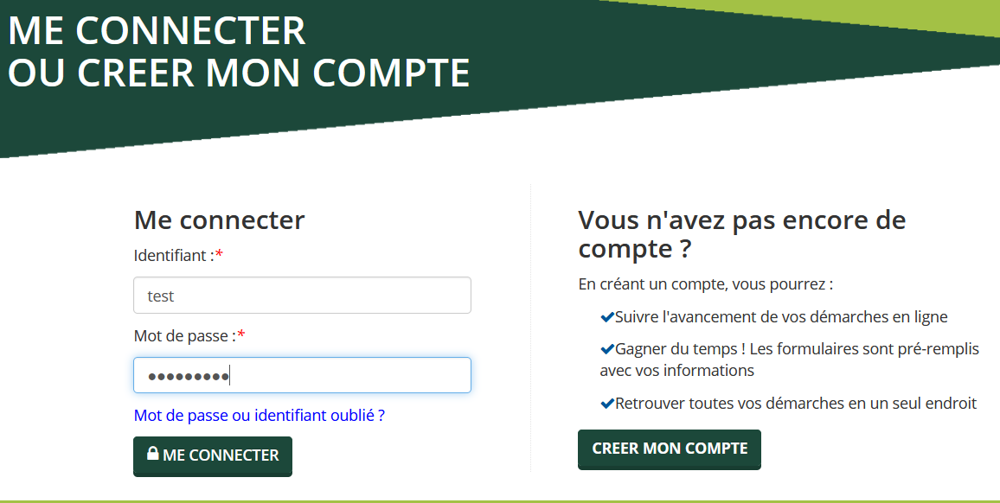 ME CONNECTER
OU CREER MON COMPTE
Me connecter
Identifiant :*
test
Mot de passe :*
●●●●●●●●●
Mot de passe ou identifiant oublié ?
ME CONNECTER
Vous n'avez pas encore de
compte ?
En créant un compte, vous pourrez :
Suivre l'avancement de vos démarches en ligne
Gagner du temps ! Les formulaires sont pré-remplis
avec vos informations
Retrouver toutes vos démarches en un seul endroit
CREER MON COMPTE